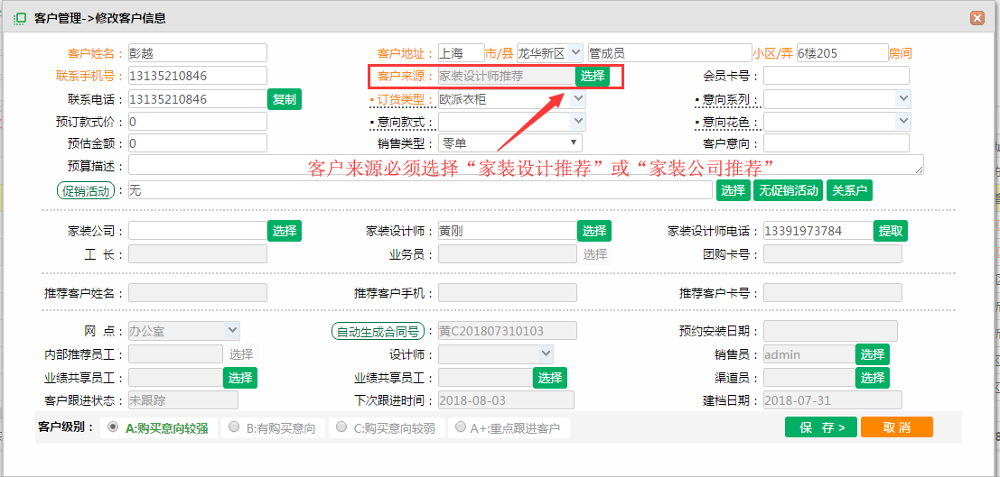 客户管理->修改客户信息
客户姓名： 彭越 客户地址： 上海 市/县 龙华新区 管成员 小区/弄 6楼205 房间
联系手机号： 13135210846 客户来源： 家装设计师推荐 选择 会员卡号：
联系电话： 13135210846 复制 订货类型： 欧派衣柜 意向系列：
预订款式价： 0 意向款式： 意向花色：
预估金额： 0 销售类型： 零单 客户意向：
预算描述： 客户来源必须选择“家装设计推荐”或“家装公司推荐”
促销活动： 无 选择 无促销活动 关系户
家装公司： 选择 家装设计师： 黄刚 选择 家装设计师电话： 13391973784 提取
工 长： 业务员： 选择 团购卡号：
推荐客户姓名： 推荐客户手机： 推荐客户卡号：
网 点： 办公室 自动生成合同号： 黄C201807310103 预约安装日期：
内部推荐员工： 选择 设计师： 销售员： admin 选择
业绩共享员工： 选择 业绩共享员工： 选择 渠道员： 选择
客户跟进状态： 未跟踪 下次跟进时间： 2018-08-03 建档日期： 2018-07-31
客户级别： A:购买意向较强 B:有购买意向 C:购买意向较弱 A+:重点跟进客户 保 存 > 取 消